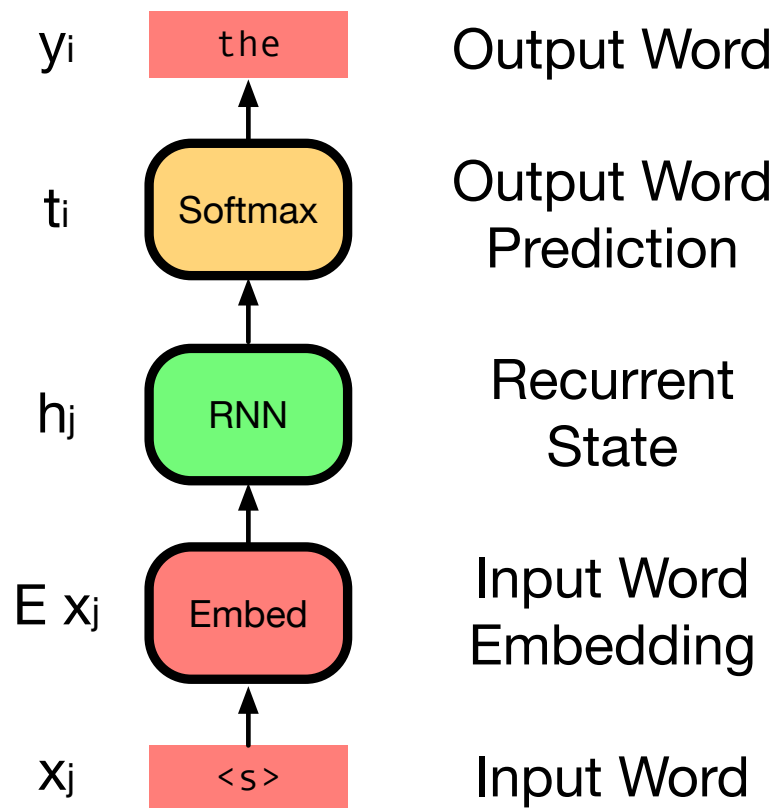 yi the Output Word
ti Softmax Output Word
Prediction
hj RNN Recurrent
State
E xj Embed Input Word
Embedding
xj <s> Input Word